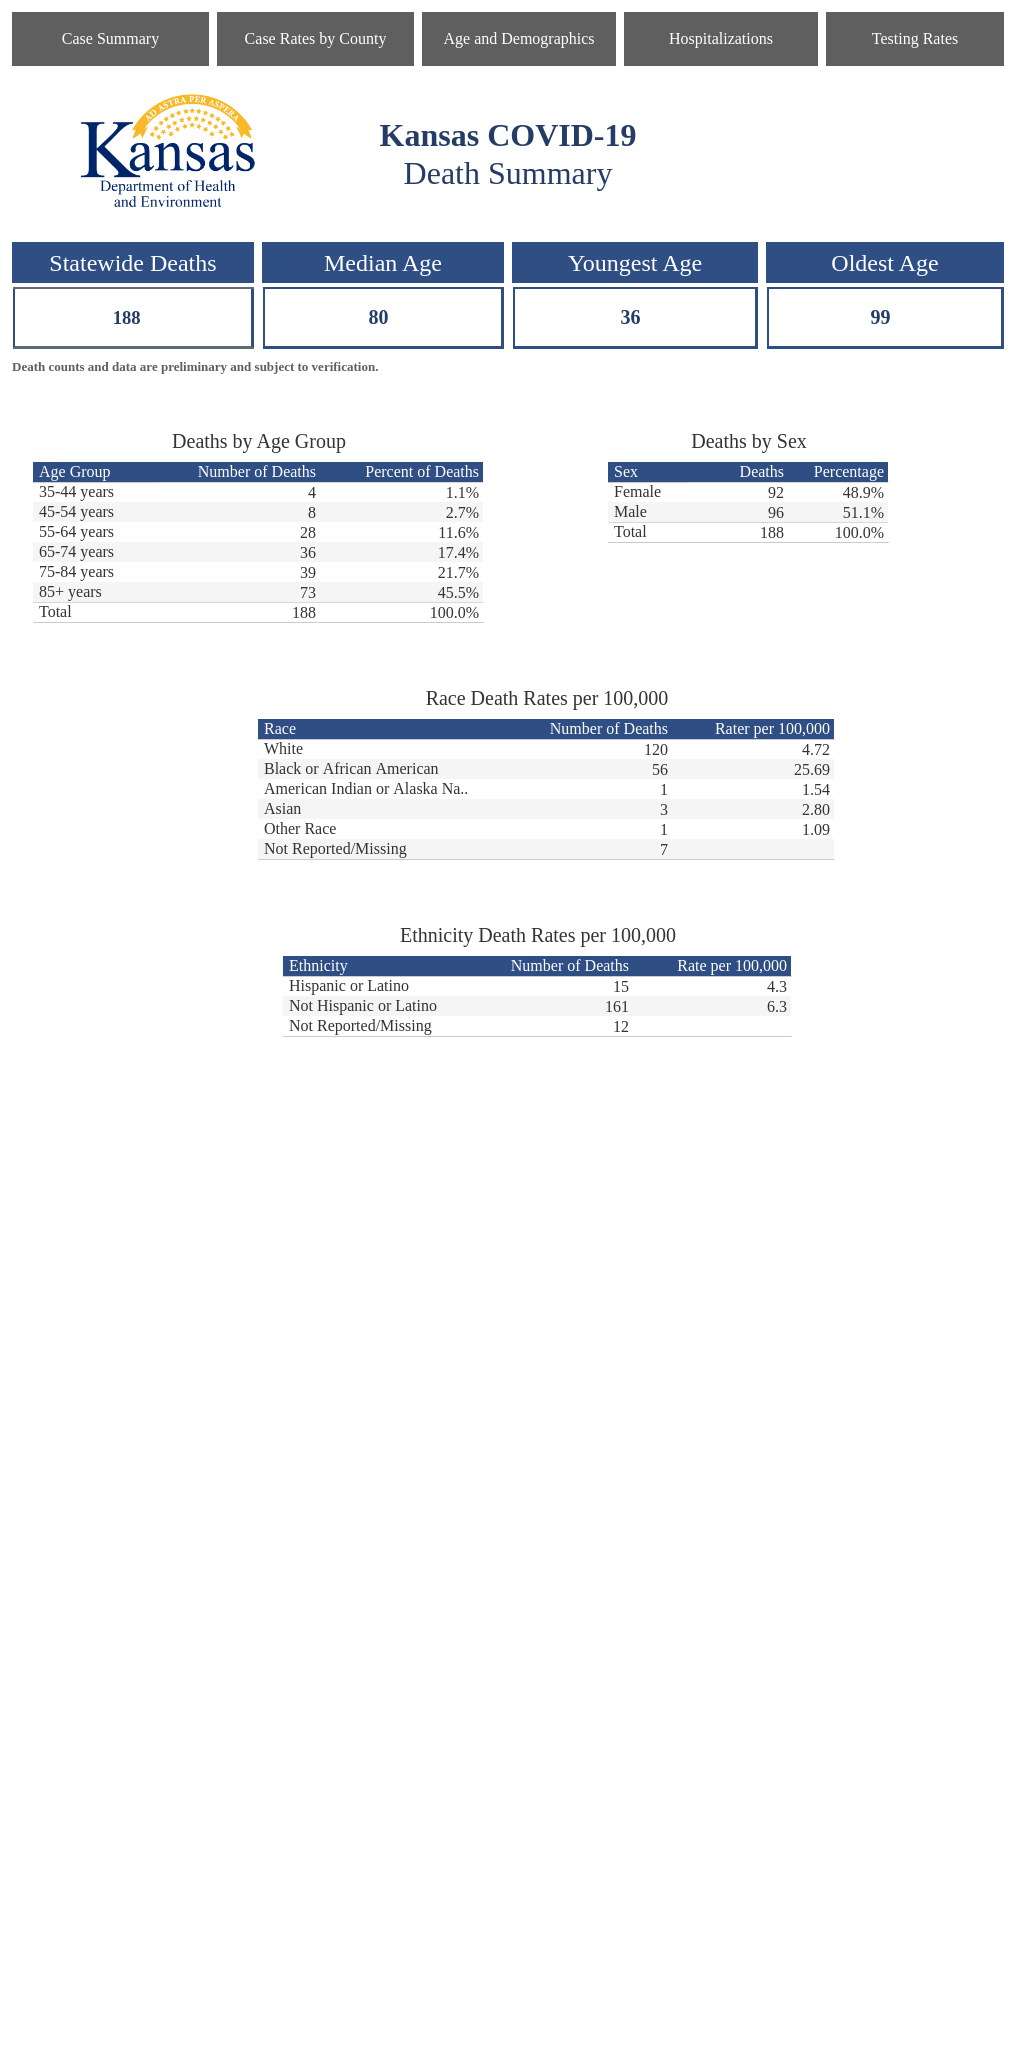 Case Summary Case Rates by County Age and Demographics Hospitalizations Testing Rates
AD ASTRA PER ASPERA
Kansas
Department of Health
and Environment
Kansas COVID-19
Death Summary
Statewide Deaths Median Age Youngest Age Oldest Age
188 80 36 99
Death counts and data are preliminary and subject to verification.
Deaths by Age Group
Age Group Number of Deaths Percent of Deaths
35-44 years 4 1.1%
45-54 years 8 2.7%
55-64 years 28 11.6%
65-74 years 36 17.4%
75-84 years 39 21.7%
85+ years 73 45.5%
Total 188 100.0%
Deaths by Sex
Sex Deaths Percentage
Female 92 48.9%
Male 96 51.1%
Total 188 100.0%
Race Death Rates per 100,000
Race Number of Deaths Rater per 100,000
White 120 4.72
Black or African American 56 25.69
American Indian or Alaska Na.. 1 1.54
Asian 3 2.80
Other Race 1 1.09
Not Reported/Missing 7
Ethnicity Death Rates per 100,000
Ethnicity Number of Deaths Rate per 100,000
Hispanic or Latino 15 4.3
Not Hispanic or Latino 161 6.3
Not Reported/Missing 12